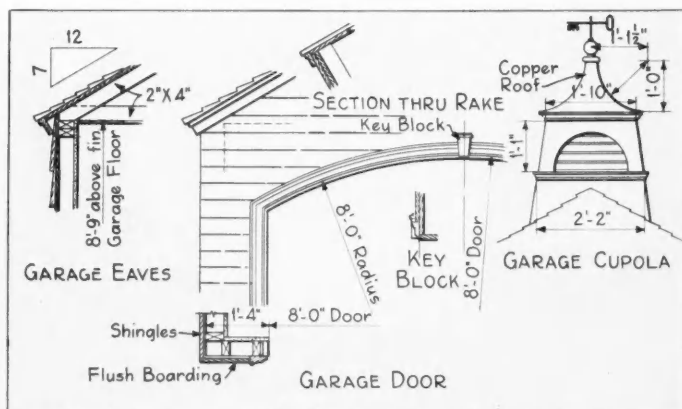 12
7
2"X 4"
8'-9" above fin.
Garage Floor
GARAGE EAVES
SECTION THRU RAKE
Key Block
8'-0" Radius
KEY
BLOCK
8'-0" Door
1'-4"
8'-0" Door
Shingles
Flush Boarding
GARAGE DOOR
1'-1½"
Copper
Roof
1'-10"
1'-0"
1'-1"
2'-2"
GARAGE CUPOLA